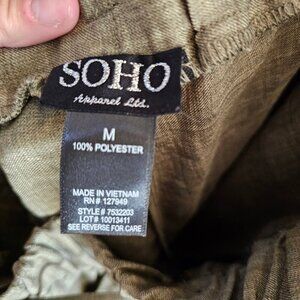 SOHO
Apparel Ltd.
M
100% POLYESTER
MADE IN VIETNAM
RN# 127949
STYLE# 7532203
LOT# 10013411
SEE REVERSE FOR CARE